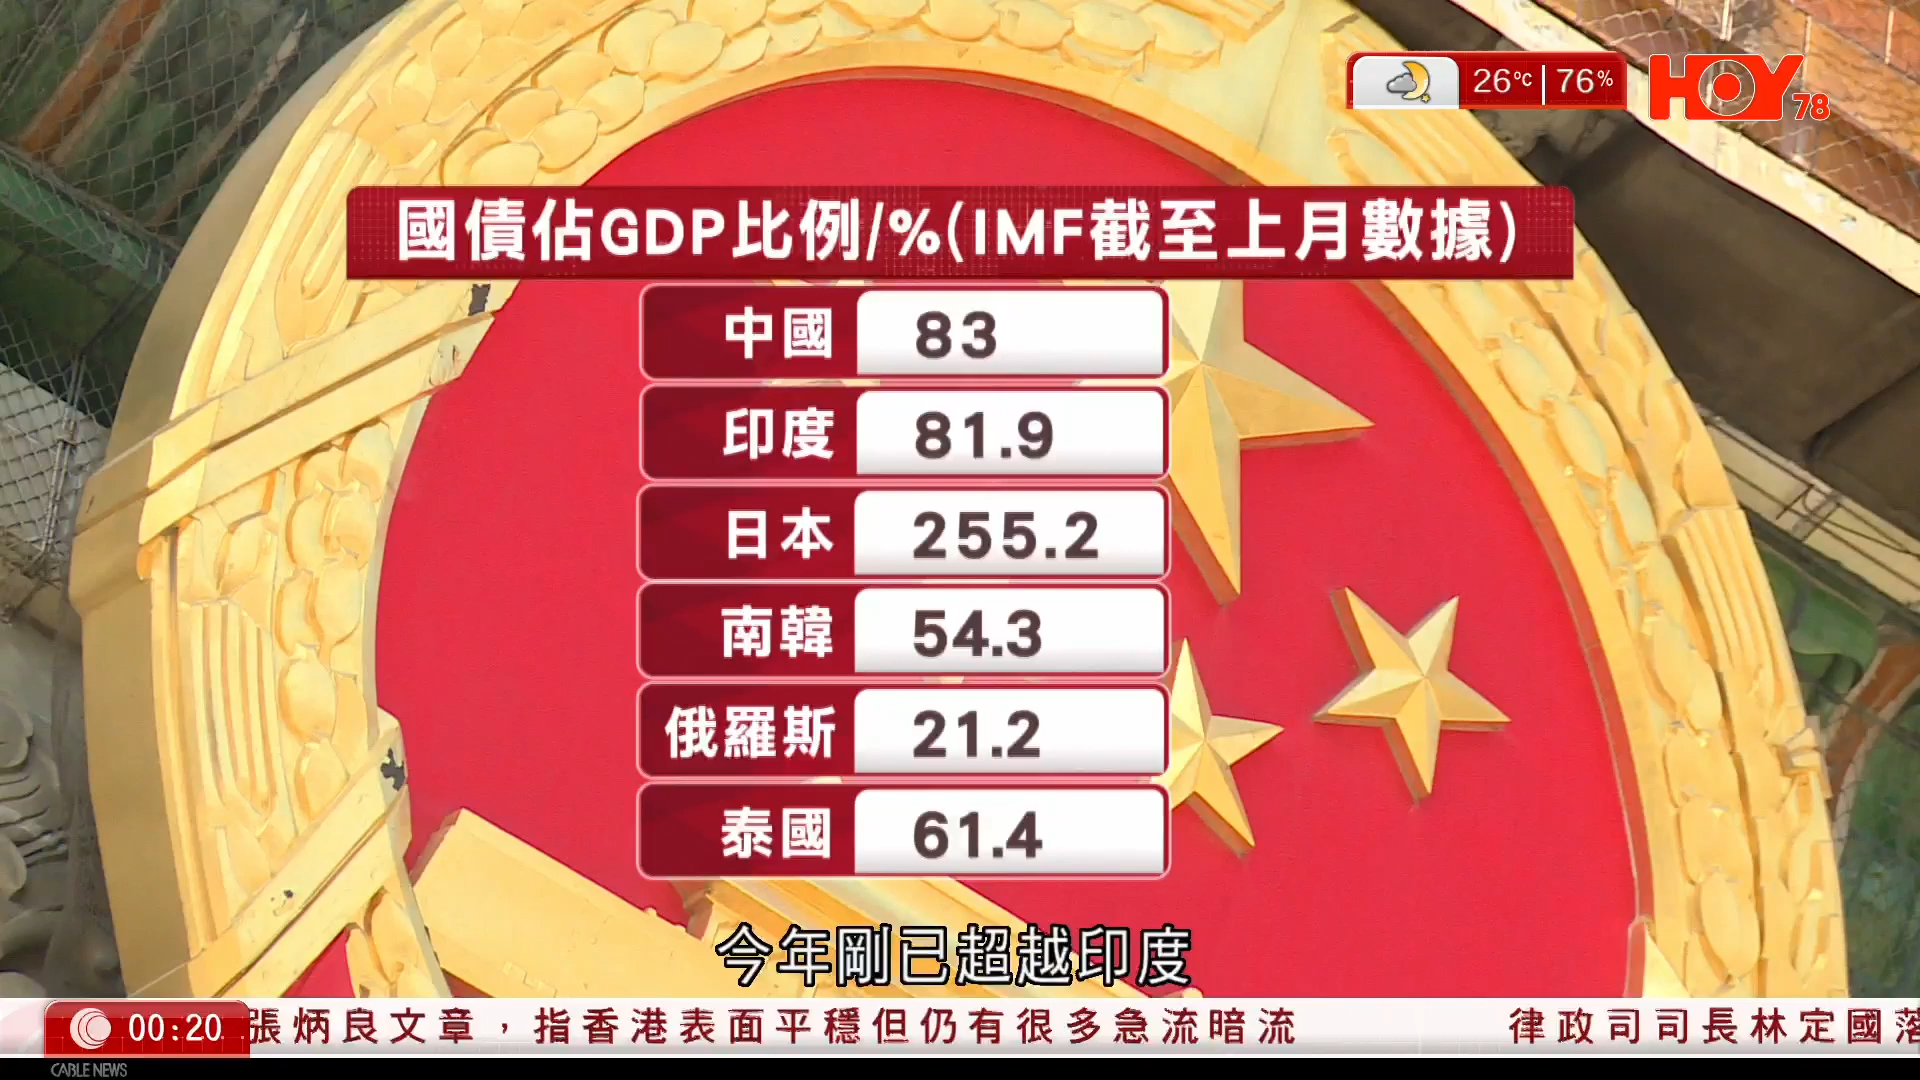 26°C | 76%
HOY 78
國債佔GDP比例/%(IMF截至上月數據)
中國 83
印度 81.9
日本 255.2
南韓 54.3
俄羅斯 21.2
泰國 61.4
今年剛已超越印度
00:20 張炳良文章，指香港表面平穩但仍有很多急流暗流 律政司司長林定國落
CABLE NEWS